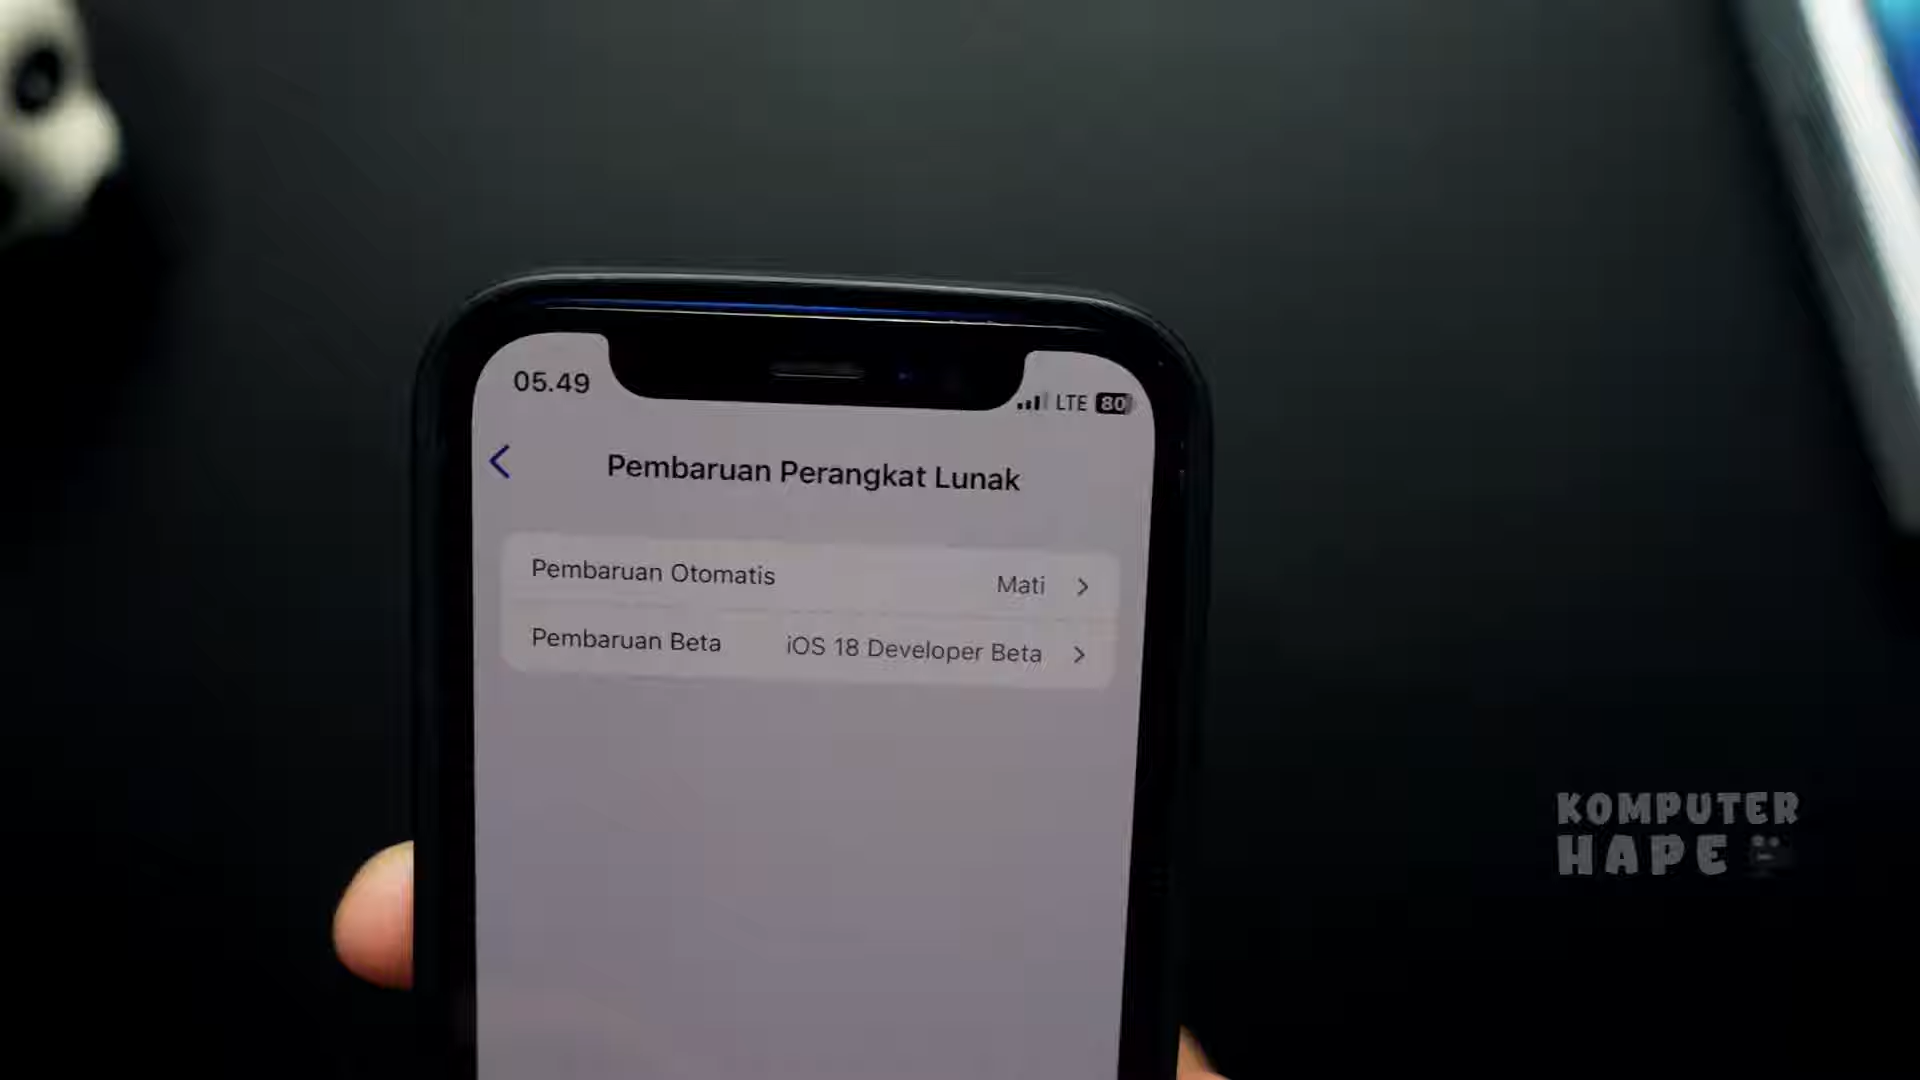 05.49
LTE 80
Pembaruan Perangkat Lunak
Pembaruan Otomatis Mati
Pembaruan Beta iOS 18 Developer Beta
KOMPUTER
HAPE